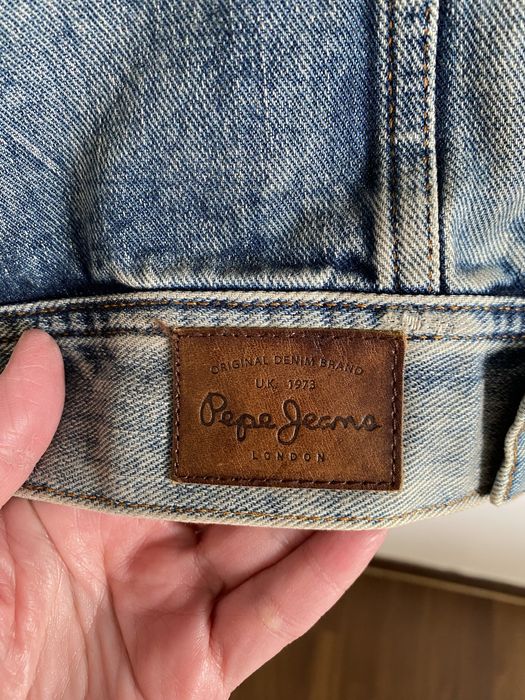 ORIGINAL DENIM BRAND
U.K. 1973
Pepe Jeans
LONDON